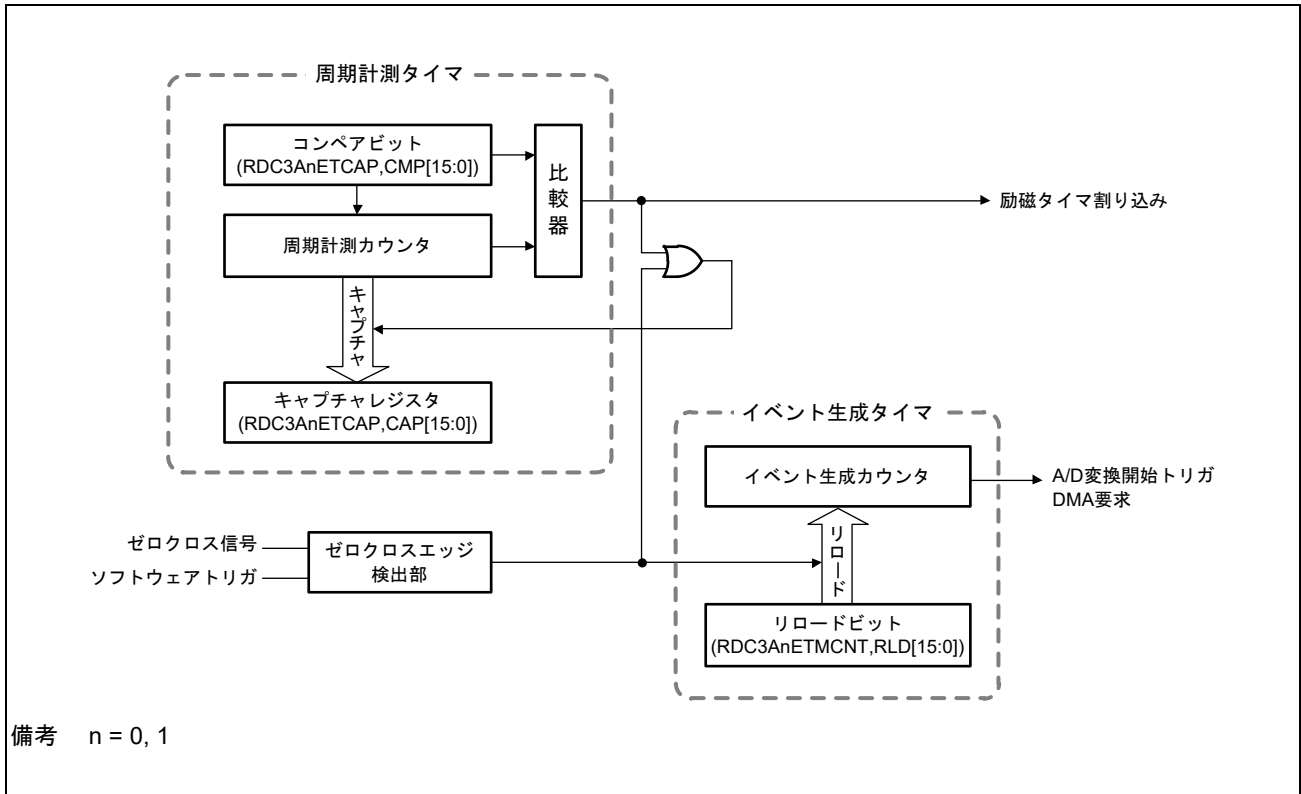 周期計測タイマ
コンペアビット
(RDC3AnETCAP,CMP[15:0])
比較器
励磁タイマ割り込み
周期計測カウンタ
キャプチャ
キャプチャレジスタ
(RDC3AnETCAP,CAP[15:0])
イベント生成タイマ
イベント生成カウンタ
A/D変換開始トリガ
DMA要求
ゼロクロス信号
ソフトウェアトリガ
ゼロクロスエッジ
検出部
リロード
リロードビット
(RDC3AnETMCNT,RLD[15:0])
備考 n = 0, 1